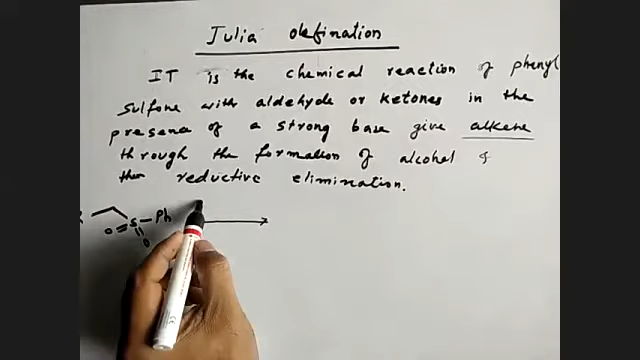 Julia olefination
IT is the chemical reaction of phenyl
sulfone with aldehyde or ketones in the
presena of a strong base give alkene
through the formation of alcohol &
then reductive elimination.
S — Ph
O
O